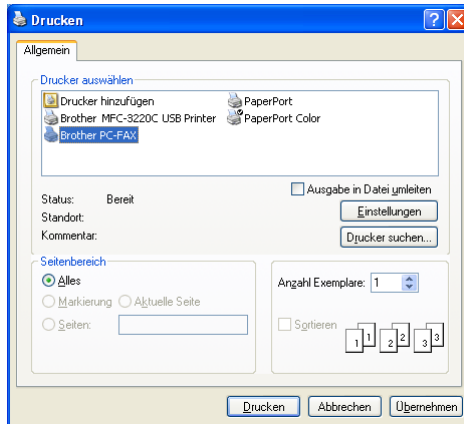 Drucken
Allgemein
Drucker auswählen
Drucker hinzufügen
PaperPort
Brother MFC-3220C USB Printer
PaperPort Color
Brother PC-FAX
Status: Bereit
Ausgabe in Datei umleiten
Standort:
Einstellungen
Kommentar:
Drucker suchen...
Seitenbereich
Alles
Anzahl Exemplare: 1
Markierung Aktuelle Seite
Seiten:
Sortieren
1 1 2 2 3 3
Drucken Abbrechen Übernehmen